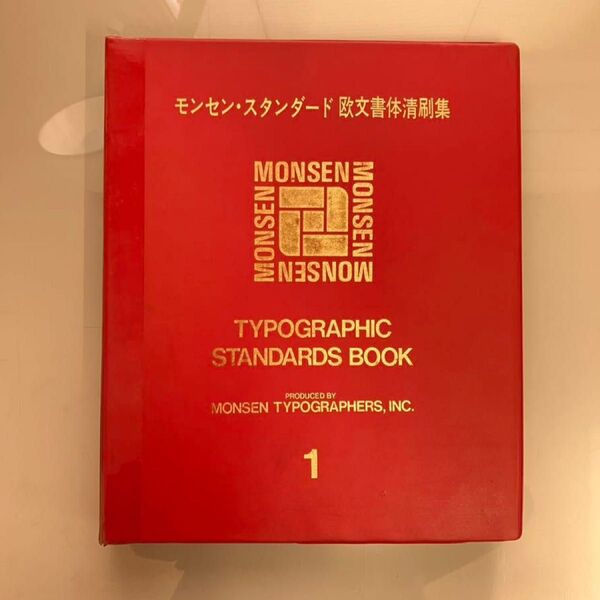 モンセン・スタンダード 欧文書体清刷集
MONSEN
MONSEN
MONSEN
MONSEN
TYPOGRAPHIC
STANDARDS BOOK
PRODUCED BY
MONSEN TYPOGRAPHERS, INC.
1